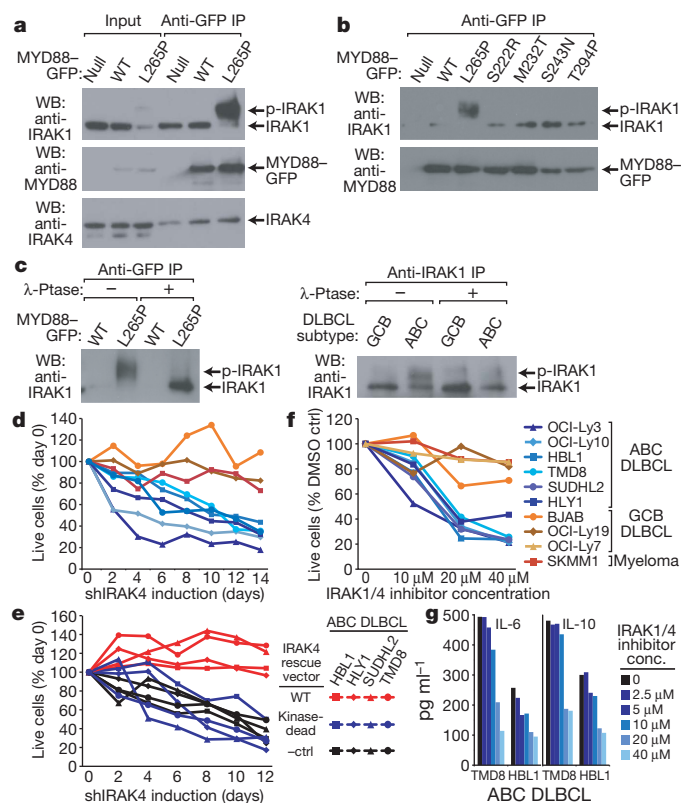 a
Input Anti-GFP IP
MYD88–
GFP: Null WT L265P Null WT L265P
WB:
anti-
IRAK1
p-IRAK1
IRAK1
WB:
anti-
MYD88
MYD88–
GFP
WB:
anti-
IRAK4
IRAK4
b
Anti-GFP IP
MYD88–
GFP: Null WT L265P S222R M232T S243N T294P
WB:
anti-
IRAK1
p-IRAK1
IRAK1
WB:
anti-
MYD88
MYD88–
GFP
c
Anti-GFP IP
λ-Ptase: – +
MYD88–
GFP: WT L265P WT L265P
WB:
anti-
IRAK1
p-IRAK1
IRAK1
Anti-IRAK1 IP
λ-Ptase: – +
DLBCL
subtype: GCB ABC GCB ABC
WB:
anti-
IRAK1
p-IRAK1
IRAK1
d
Live cells (% day 0)
140
120
100
80
60
40
20
0
0 2 4 6 8 10 12 14
shIRAK4 induction (days)
f
Live cells (% DMSO ctrl)
120
100
80
60
40
20
0
0 10 μM 20 μM 40 μM
IRAK1/4 inhibitor concentration
OCI-Ly3
OCI-Ly10
HBL1
TMD8
SUDHL2
HLY1
BJAB
OCI-Ly19
OCI-Ly7
SKMM1
ABC
DLBCL
GCB
DLBCL
Myeloma
e
Live cells (% day 0)
160
140
120
100
80
60
40
20
0
0 2 4 6 8 10 12
shIRAK4 induction (days)
ABC DLBCL
IRAK4
rescue
vector
HBL1 HLY1 SUDHL2 TMD8
WT
Kinase-
dead
–ctrl
g
pg ml−1
500
400
300
200
100
0
IL-6 IL-10
TMD8 HBL1 TMD8 HBL1
ABC DLBCL
IRAK1/4
inhibitor
conc.
0
2.5 μM
5 μM
10 μM
20 μM
40 μM